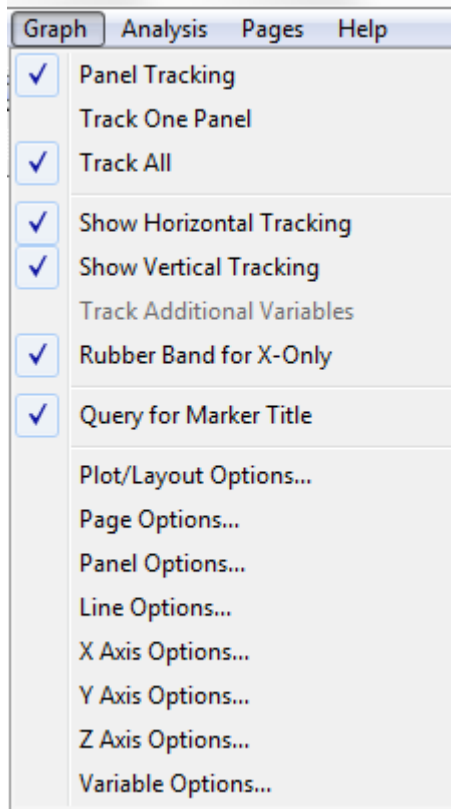 Graph Analysis Pages Help
Panel Tracking
Track One Panel
Track All
Show Horizontal Tracking
Show Vertical Tracking
Track Additional Variables
Rubber Band for X-Only
Query for Marker Title
Plot/Layout Options...
Page Options...
Panel Options...
Line Options...
X Axis Options...
Y Axis Options...
Z Axis Options...
Variable Options...